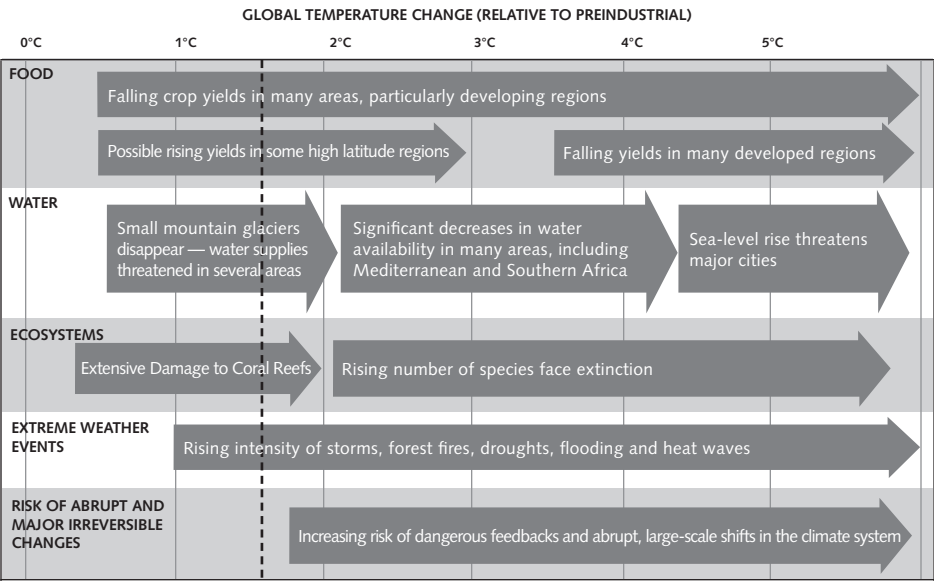 GLOBAL TEMPERATURE CHANGE (RELATIVE TO PREINDUSTRIAL)
0°C 1°C 2°C 3°C 4°C 5°C
FOOD
Falling crop yields in many areas, particularly developing regions
Possible rising yields in some high latitude regions
Falling yields in many developed regions
WATER
Small mountain glaciers
disappear — water supplies
threatened in several areas
Significant decreases in water
availability in many areas, including
Mediterranean and Southern Africa
Sea-level rise threatens
major cities
ECOSYSTEMS
Extensive Damage to Coral Reefs
Rising number of species face extinction
EXTREME WEATHER
EVENTS
Rising intensity of storms, forest fires, droughts, flooding and heat waves
RISK OF ABRUPT AND
MAJOR IRREVERSIBLE
CHANGES
Increasing risk of dangerous feedbacks and abrupt, large-scale shifts in the climate system